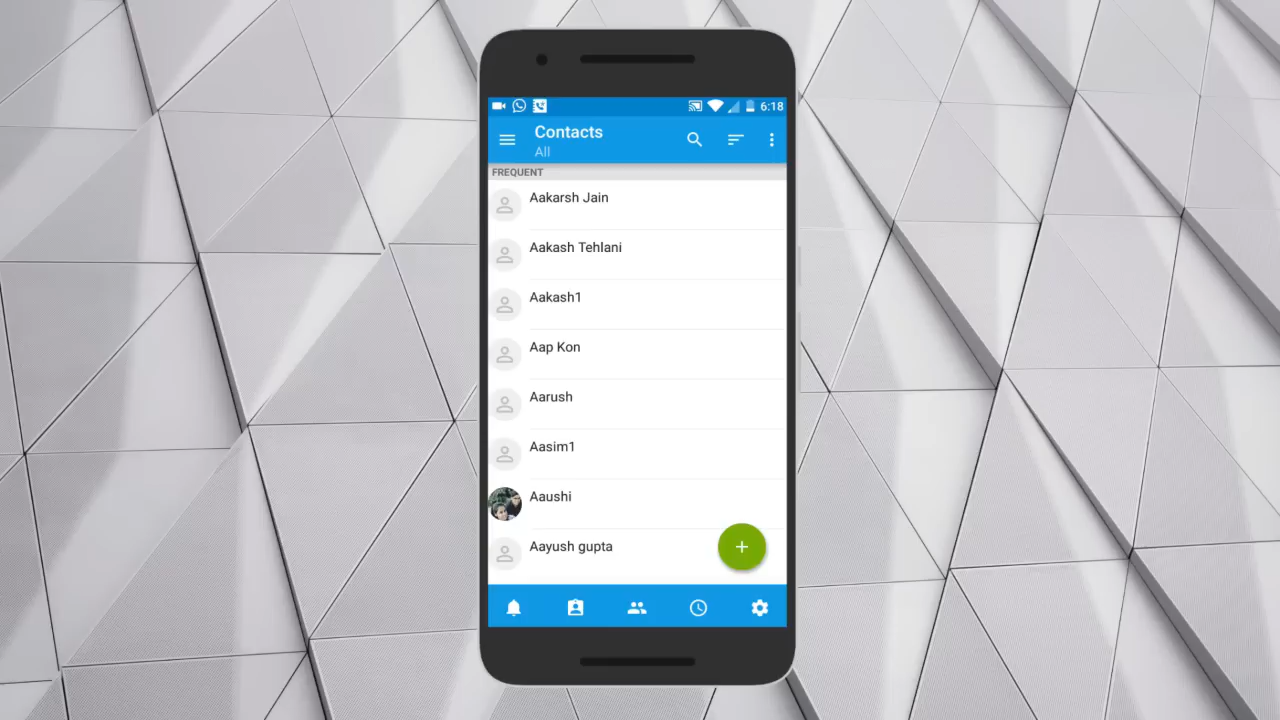 6:18
Contacts
All
FREQUENT
Aakarsh Jain
Aakash Tehlani
Aakash1
Aap Kon
Aarush
Aasim1
Aaushi
Aayush gupta